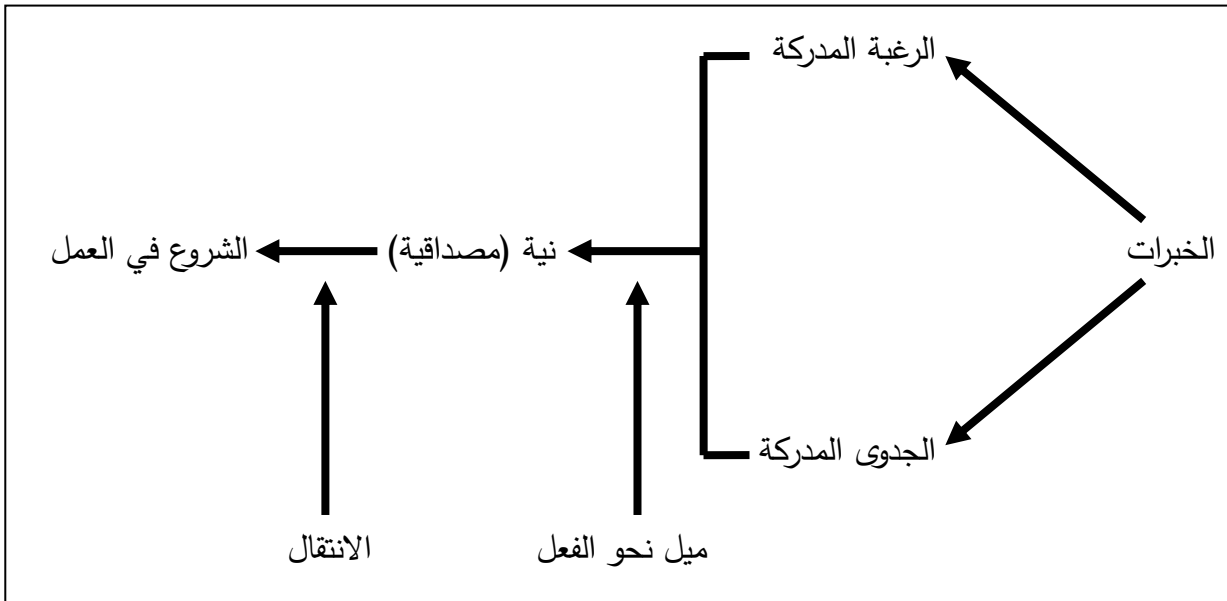 الرغبة المدركة
الخبرات
نية (مصداقية)
الشروع في العمل
الجدوى المدركة
ميل نحو الفعل
الانتقال